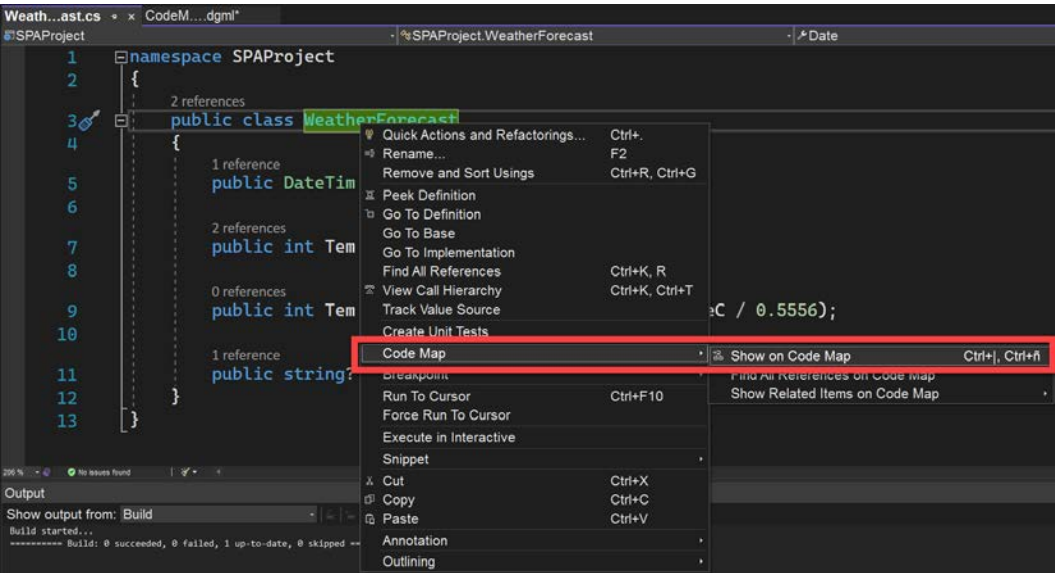 Weath...ast.cs CodeM....dgml*
SPAProject SPAProject.WeatherForecast Date
1 namespace SPAProject
2 {
2 references
3 public class WeatherForecast
4 {
1 reference
5 public DateTim
6
2 references
7 public int Tem
8
0 references
9 public int Tem eC / 0.5556);
10
1 reference
11 public string?
12 }
13 }
Quick Actions and Refactorings... Ctrl+.
Rename... F2
Remove and Sort Usings Ctrl+R, Ctrl+G
Peek Definition
Go To Definition
Go To Base
Go To Implementation
Find All References Ctrl+K, R
View Call Hierarchy Ctrl+K, Ctrl+T
Track Value Source
Create Unit Tests
Code Map
Breakpoint
Run To Cursor Ctrl+F10
Force Run To Cursor
Execute in Interactive
Snippet
Cut Ctrl+X
Copy Ctrl+C
Paste Ctrl+V
Annotation
Outlining
Show on Code Map Ctrl+|, Ctrl+ñ
Find All References on Code Map
Show Related Items on Code Map
206 % No issues found
Output
Show output from: Build
Build started...
========== Build: 0 succeeded, 0 failed, 1 up-to-date, 0 skipped ==